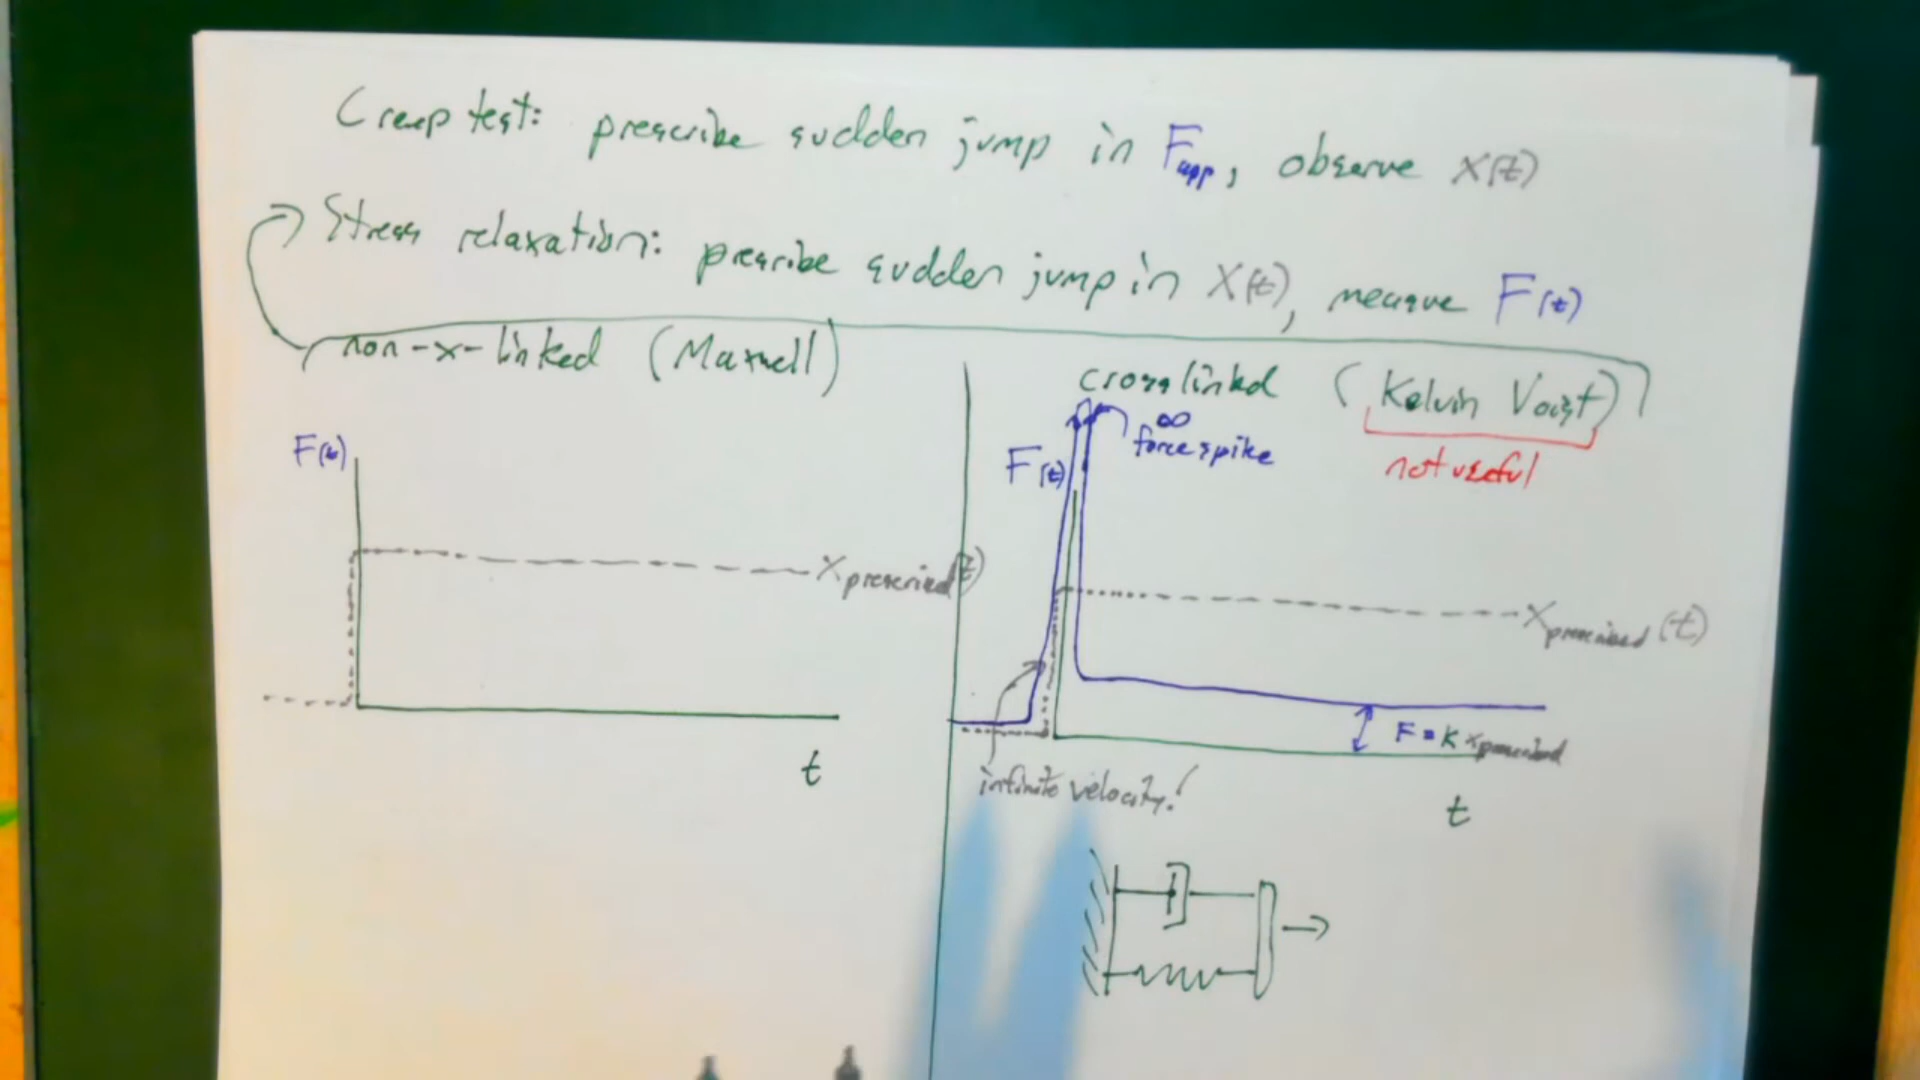 Creep test: prescribe sudden jump in Fapp, observe X(t)
Stress relaxation: prescribe sudden jump in X(t), measure F(t)
non-x-linked (Maxwell)
crosslinked (Kelvin Voigt)
not useful
∞
force spike
F(t)
F(t)
Xprescribed(t)
Xprescribed(t)
F = K Xprescribed
infinite velocity!
t
t